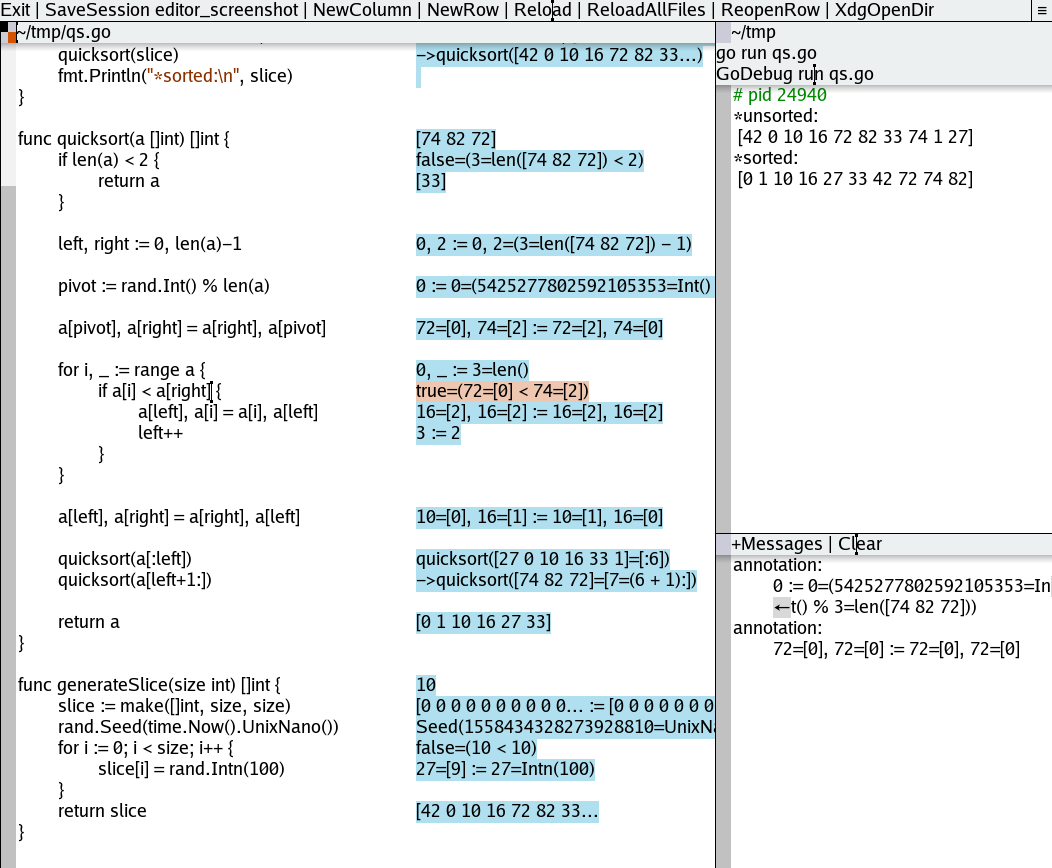 Exit | SaveSession editor_screenshot | NewColumn | NewRow | Reload | ReloadAllFiles | ReopenRow | XdgOpenDir ≡
~/tmp/qs.go
quicksort(slice) ->quicksort([42 0 10 16 72 82 33...)
fmt.Println("*sorted:\n", slice)
}
func quicksort(a []int) []int { [74 82 72]
if len(a) < 2 { false=(3=len([74 82 72]) < 2)
return a [33]
}
left, right := 0, len(a)-1 0, 2 := 0, 2=(3=len([74 82 72]) - 1)
pivot := rand.Int() % len(a) 0 := 0=(5425277802592105353=Int()
a[pivot], a[right] = a[right], a[pivot] 72=[0], 74=[2] := 72=[2], 74=[0]
for i, _ := range a { 0, _ := 3=len()
if a[i] < a[right] { true=(72=[0] < 74=[2])
a[left], a[i] = a[i], a[left] 16=[2], 16=[2] := 16=[2], 16=[2]
left++ 3 := 2
}
}
a[left], a[right] = a[right], a[left] 10=[0], 16=[1] := 10=[1], 16=[0]
quicksort(a[:left]) quicksort([27 0 10 16 33 1]=[:6])
quicksort(a[left+1:]) ->quicksort([74 82 72]=[7=(6 + 1):])
return a [0 1 10 16 27 33]
}
func generateSlice(size int) []int { 10
slice := make([]int, size, size) [0 0 0 0 0 0 0 0 0 0... := [0 0 0 0 0 0 0
rand.Seed(time.Now().UnixNano()) Seed(1558434328273928810=UnixNa
for i := 0; i < size; i++ { false=(10 < 10)
slice[i] = rand.Intn(100) 27=[9] := 27=Intn(100)
}
return slice [42 0 10 16 72 82 33...
}
~/tmp
go run qs.go
GoDebug run qs.go
# pid 24940
*unsorted:
[42 0 10 16 72 82 33 74 1 27]
*sorted:
[0 1 10 16 27 33 42 72 74 82]
+Messages | Clear
annotation:
0 := 0=(5425277802592105353=In
←t() % 3=len([74 82 72]))
annotation:
72=[0], 72=[0] := 72=[0], 72=[0]